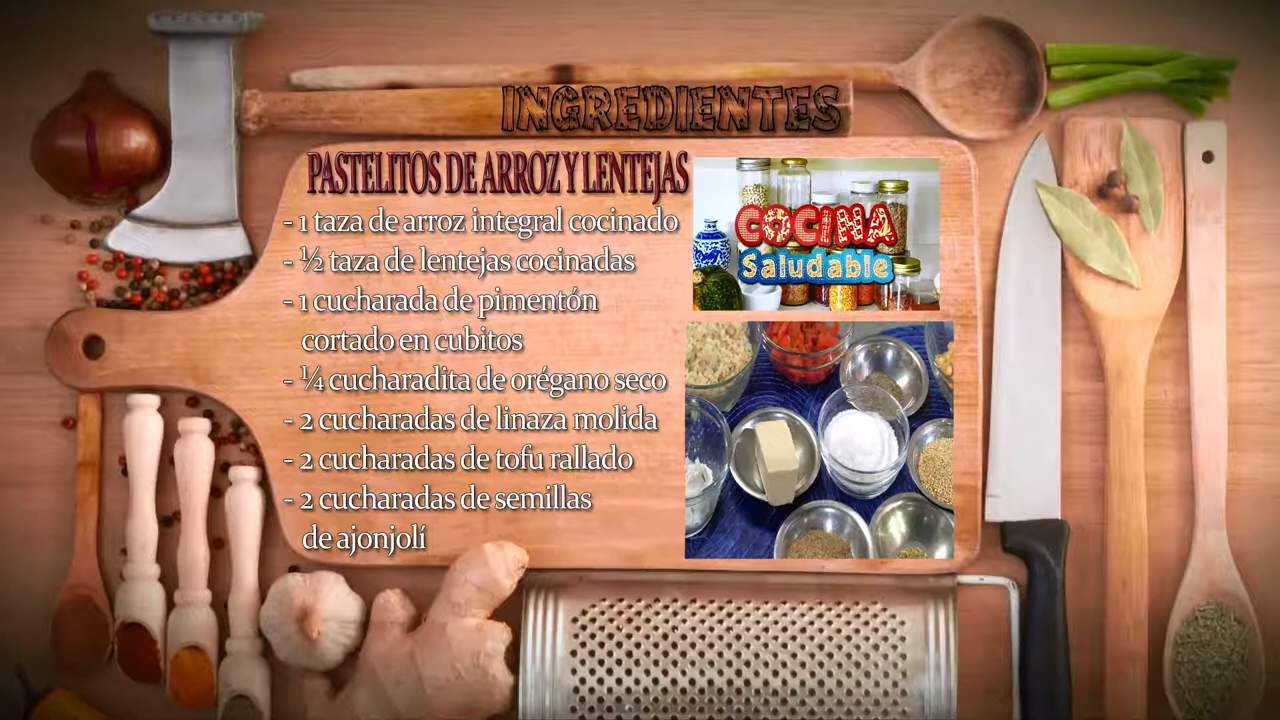 INGREDIENTES
PASTELITOS DE ARROZ Y LENTEJAS
- 1 taza de arroz integral cocinado
- ½ taza de lentejas cocinadas
- 1 cucharada de pimentón
cortado en cubitos
- ¼ cucharadita de orégano seco
- 2 cucharadas de linaza molida
- 2 cucharadas de tofu rallado
- 2 cucharadas de semillas
de ajonjolí
COCINA
Saludable